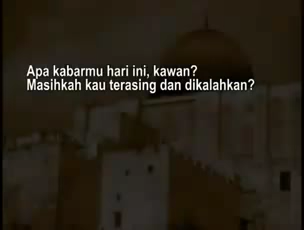 Apa kabarmu hari ini, kawan?
Masihkah kau terasing dan dikalahkan?